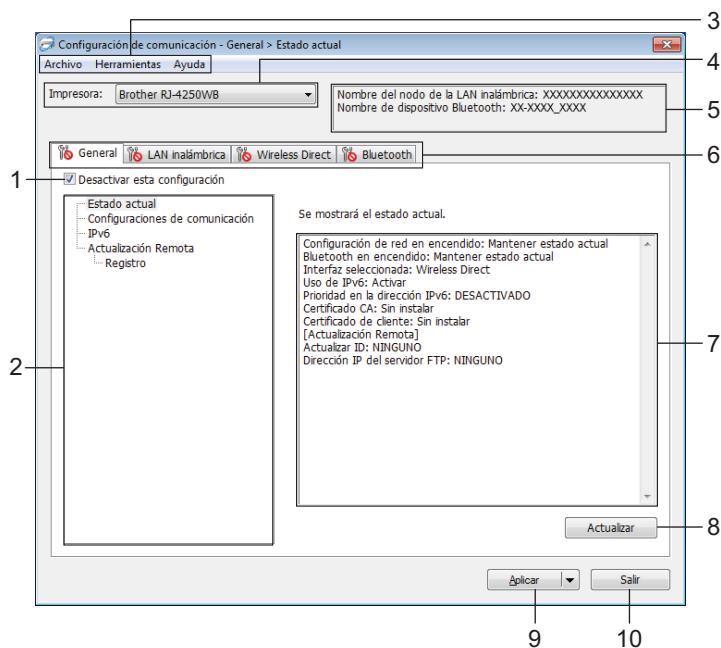 3
Configuración de comunicación - General > Estado actual
Archivo Herramientas Ayuda
4
Impresora: Brother RJ-4250WB
Nombre del nodo de la LAN inalámbrica: XXXXXXXXXXXXXXX
Nombre de dispositivo Bluetooth: XX-XXXX_XXXX
5
General LAN inalámbrica Wireless Direct Bluetooth
6
1
Desactivar esta configuración
Estado actual
Configuraciones de comunicación
IPv6
Actualización Remota
Registro
2
Se mostrará el estado actual.
Configuración de red en encendido: Mantener estado actual
Bluetooth en encendido: Mantener estado actual
Interfaz seleccionada: Wireless Direct
Uso de IPv6: Activar
Prioridad en la dirección IPv6: DESACTIVADO
Certificado CA: Sin instalar
Certificado de cliente: Sin instalar
[Actualización Remota]
Actualizar ID: NINGUNO
Dirección IP del servidor FTP: NINGUNO
7
Actualizar
8
Aplicar
Salir
9
10